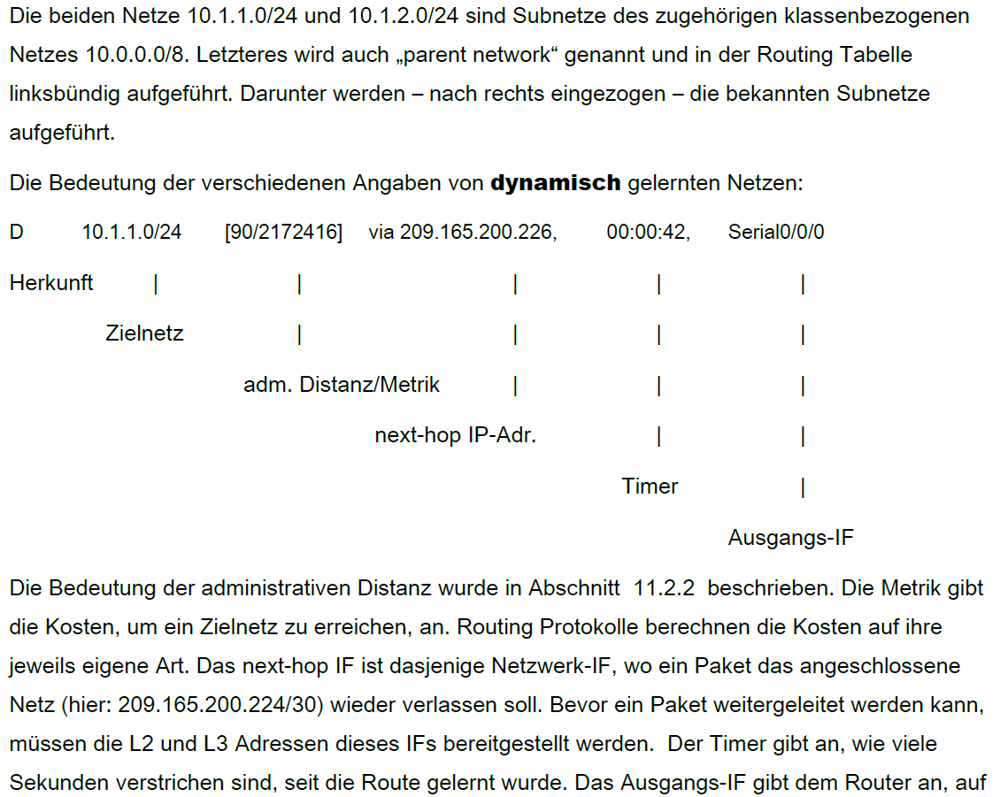 Die beiden Netze 10.1.1.0/24 und 10.1.2.0/24 sind Subnetze des zugehörigen klassenbezogenen
Netzes 10.0.0.0/8. Letzteres wird auch „parent network“ genannt und in der Routing Tabelle
linksbündig aufgeführt. Darunter werden – nach rechts eingezogen – die bekannten Subnetze
aufgeführt.
Die Bedeutung der verschiedenen Angaben von dynamisch gelernten Netzen:
D 10.1.1.0/24 [90/2172416] via 209.165.200.226, 00:00:42, Serial0/0/0
Herkunft | | | | |
Zielnetz | | | |
adm. Distanz/Metrik | | |
next-hop IP-Adr. | |
Timer |
Ausgangs-IF
Die Bedeutung der administrativen Distanz wurde in Abschnitt 11.2.2 beschrieben. Die Metrik gibt
die Kosten, um ein Zielnetz zu erreichen, an. Routing Protokolle berechnen die Kosten auf ihre
jeweils eigene Art. Das next-hop IF ist dasjenige Netzwerk-IF, wo ein Paket das angeschlossene
Netz (hier: 209.165.200.224/30) wieder verlassen soll. Bevor ein Paket weitergeleitet werden kann,
müssen die L2 und L3 Adressen dieses IFs bereitgestellt werden. Der Timer gibt an, wie viele
Sekunden verstrichen sind, seit die Route gelernt wurde. Das Ausgangs-IF gibt dem Router an, auf